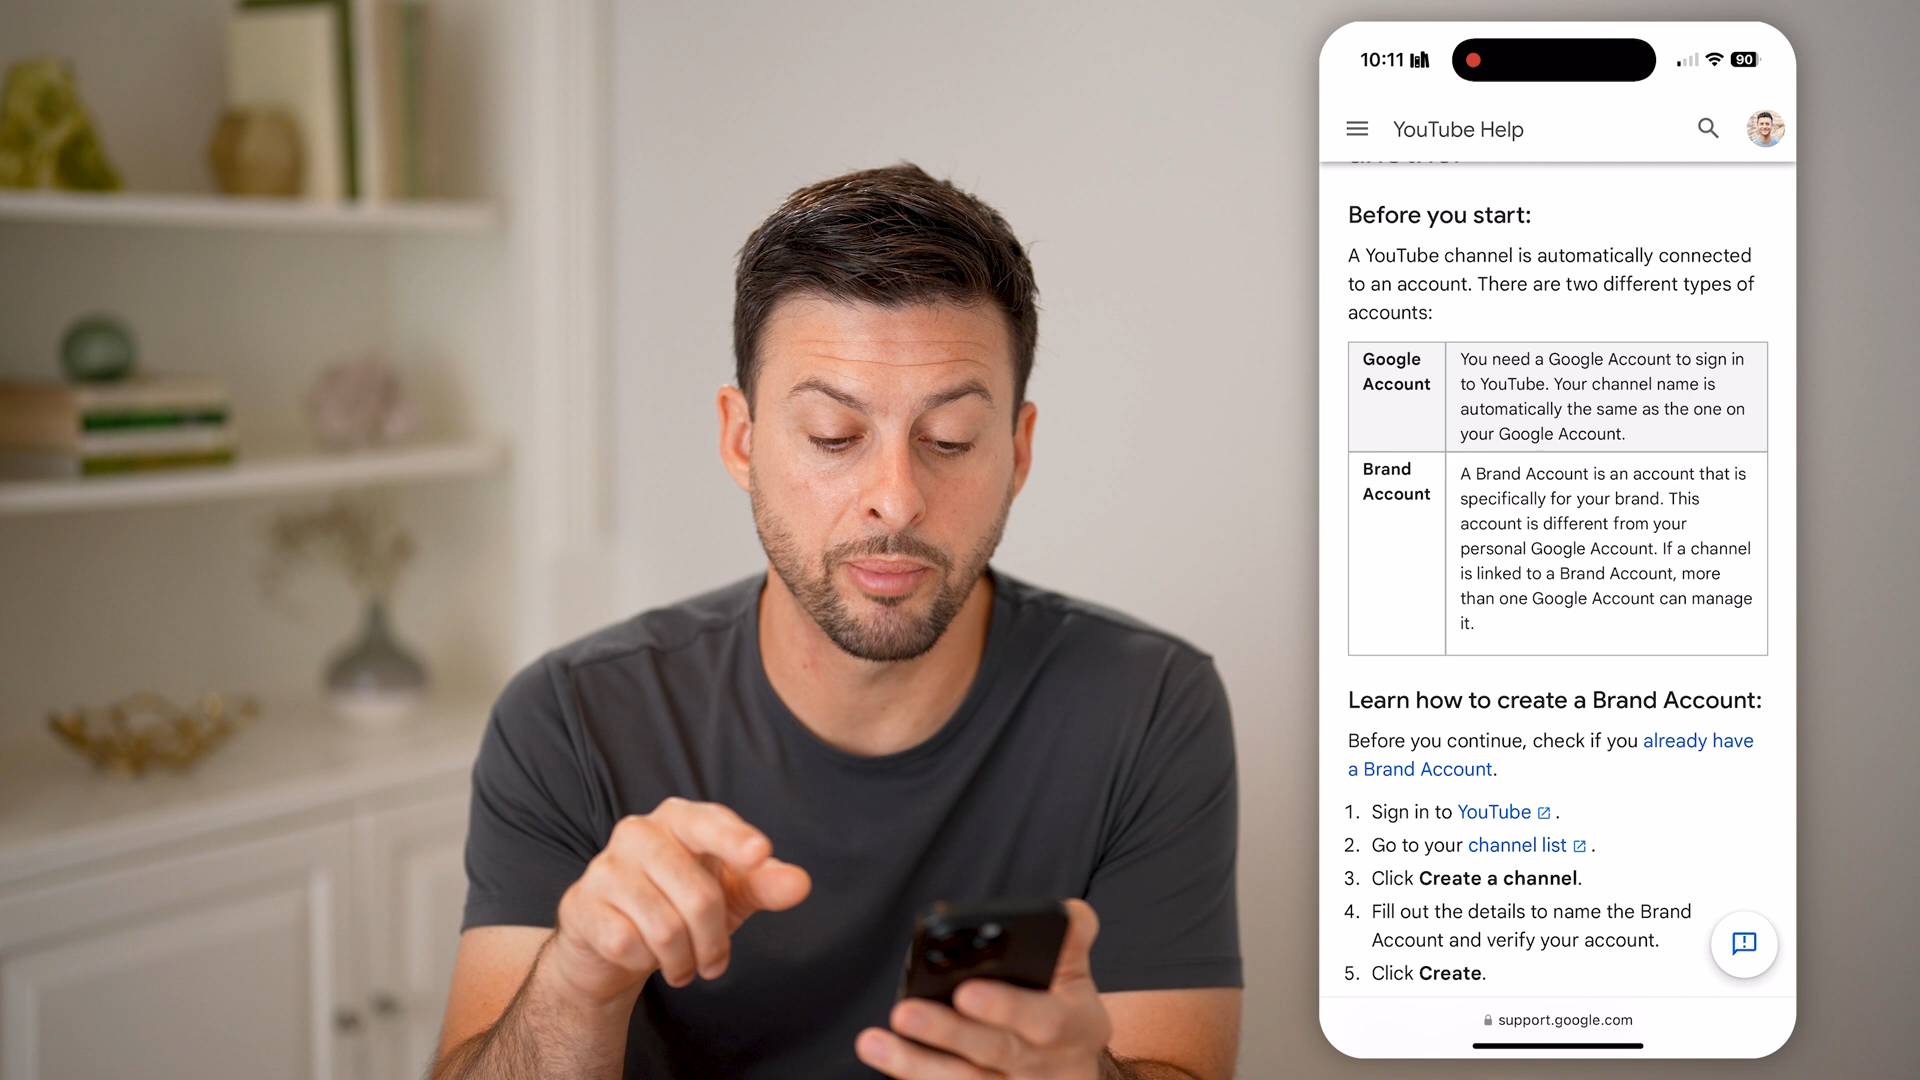 10:11
90
YouTube Help
Before you start:
A YouTube channel is automatically connected
to an account. There are two different types of
accounts:
Google
Account
You need a Google Account to sign in
to YouTube. Your channel name is
automatically the same as the one on
your Google Account.
Brand
Account
A Brand Account is an account that is
specifically for your brand. This
account is different from your
personal Google Account. If a channel
is linked to a Brand Account, more
than one Google Account can manage
it.
Learn how to create a Brand Account:
Before you continue, check if you already have
a Brand Account.
1. Sign in to YouTube .
2. Go to your channel list .
3. Click Create a channel.
4. Fill out the details to name the Brand
Account and verify your account.
5. Click Create.
support.google.com